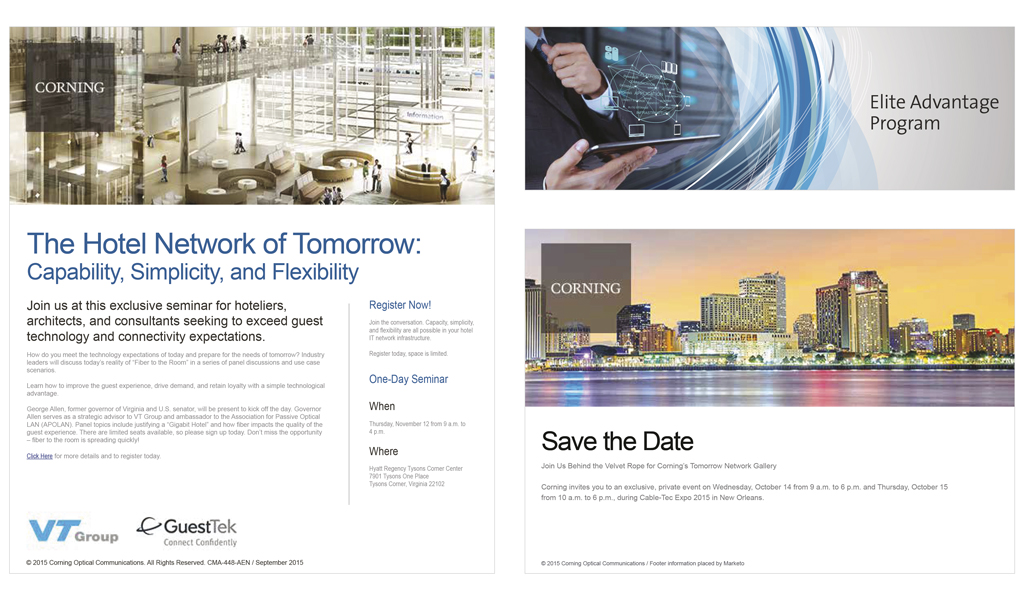 CORNING
Information
The Hotel Network of Tomorrow:
Capability, Simplicity, and Flexibility
Join us at this exclusive seminar for hoteliers,
architects, and consultants seeking to exceed guest
technology and connectivity expectations.
How do you meet the technology expectations of today and prepare for the needs of tomorrow? Industry
leaders will discuss today's reality of "Fiber to the Room" in a series of panel discussions and use case
scenarios.
Learn how to improve the guest experience, drive demand, and retain loyalty with a simple technological
advantage.
George Allen, former governor of Virginia and U.S. senator, will be present to kick off the day. Governor
Allen serves as a strategic advisor to VT Group and ambassador to the Association for Passive Optical
LAN (APOLAN). Panel topics include justifying a "Gigabit Hotel" and how fiber impacts the quality of the
guest experience. There are limited seats available, so please sign up today. Don't miss the opportunity
– fiber to the room is spreading quickly!
Click Here for more details and to register today.
Register Now!
Join the conversation. Capacity, simplicity,
and flexibility are all possible in your hotel
IT network infrastructure.
Register today, space is limited.
One-Day Seminar
When
Thursday, November 12 from 9 a.m. to
4 p.m.
Where
Hyatt Regency Tysons Corner Center
7901 Tysons One Place
Tysons Corner, Virginia 22102
VT Group
GuestTek
Connect Confidently
© 2015 Corning Optical Communications. All Rights Reserved. CMA-448-AEN / September 2015
Elite Advantage
Program
CORNING
Save the Date
Join Us Behind the Velvet Rope for Corning's Tomorrow Network Gallery
Corning invites you to an exclusive, private event on Wednesday, October 14 from 9 a.m. to 6 p.m. and Thursday, October 15
from 10 a.m. to 6 p.m., during Cable-Tec Expo 2015 in New Orleans.
© 2015 Corning Optical Communications / Footer information placed by Marketo